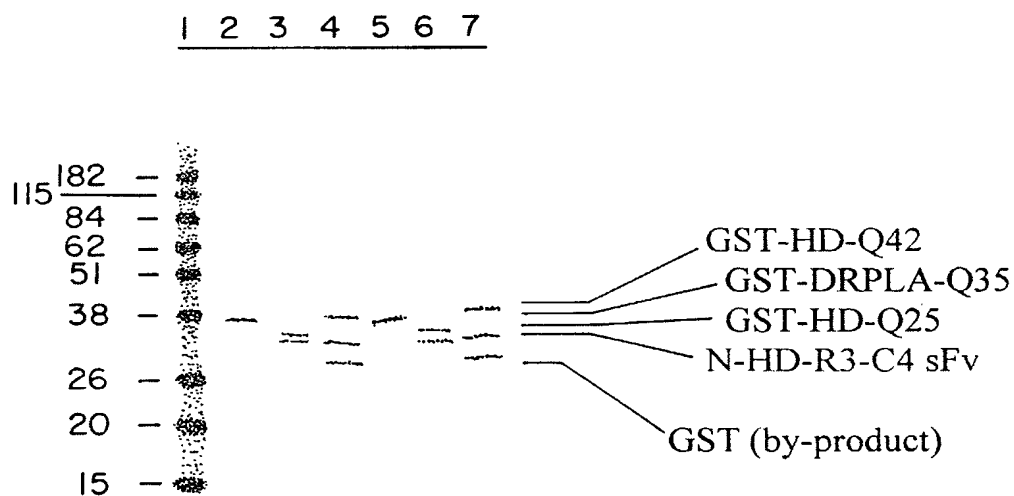 1 2 3 4 5 6 7
182
115
84
62
51
38
26
20
15
GST-HD-Q42
GST-DRPLA-Q35
GST-HD-Q25
N-HD-R3-C4 sFv
GST (by-product)